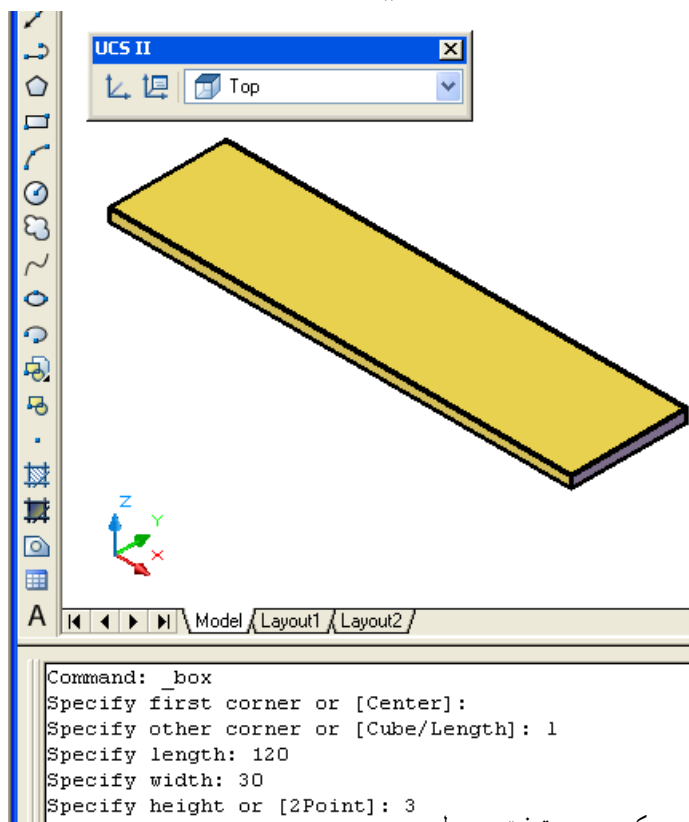 UCS II
Top
Z
Y
X
A
Model Layout1 Layout2
Command: _box
Specify first corner or [Center]:
Specify other corner or [Cube/Length]: l
Specify length: 120
Specify width: 30
Specify height or [2Point]: 3